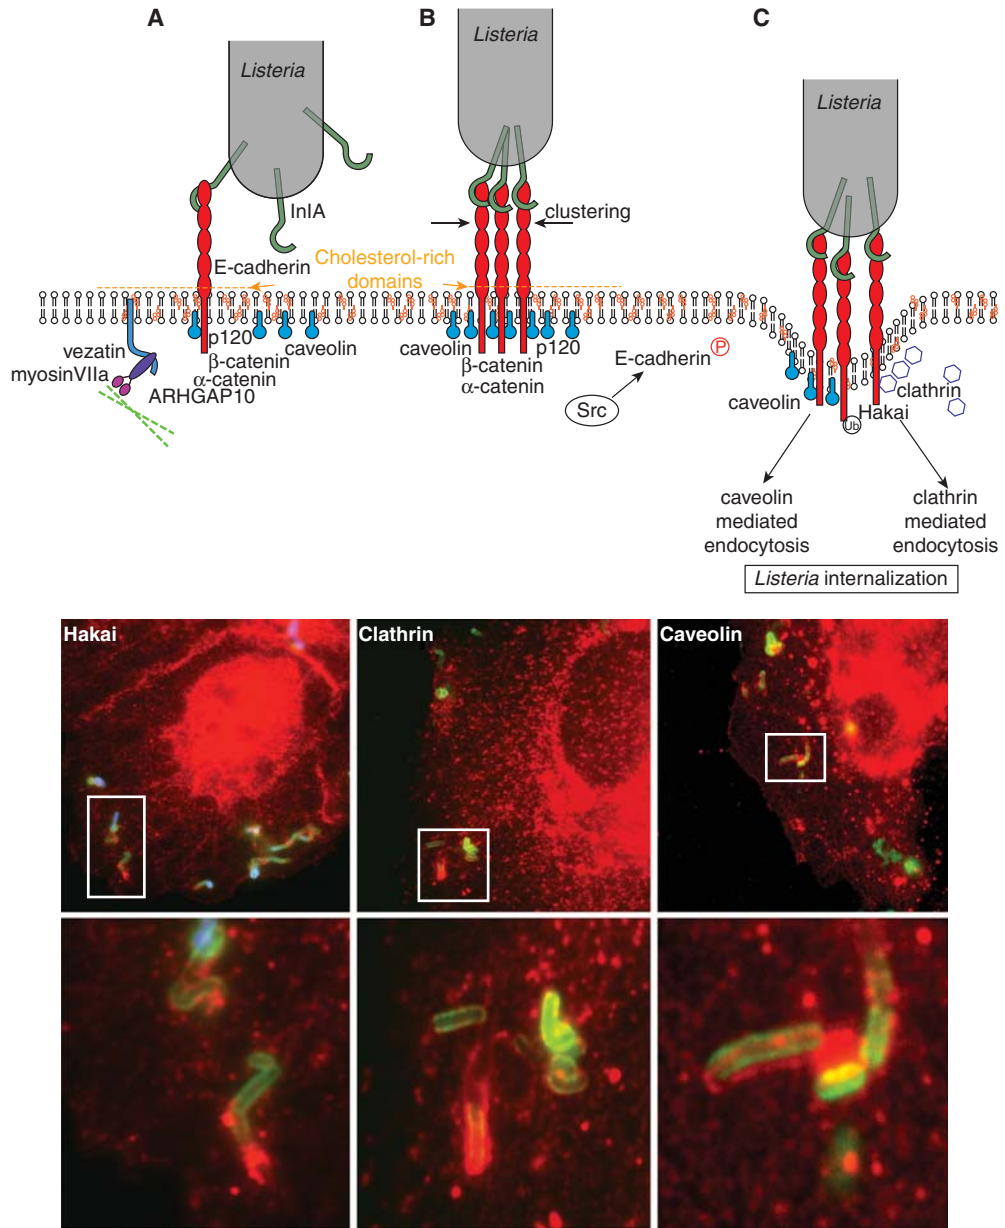 A
B
C
Listeria
Listeria
Listeria
InlA
clustering
E-cadherin
Cholesterol-rich
domains
p120
caveolin
vezatin
β-catenin
myosinVIIa
α-catenin
ARHGAP10
caveolin
p120
β-catenin
α-catenin
E-cadherin
P
Src
caveolin
clathrin
Hakai
Ub
caveolin
mediated
endocytosis
clathrin
mediated
endocytosis
Listeria internalization
Hakai
Clathrin
Caveolin